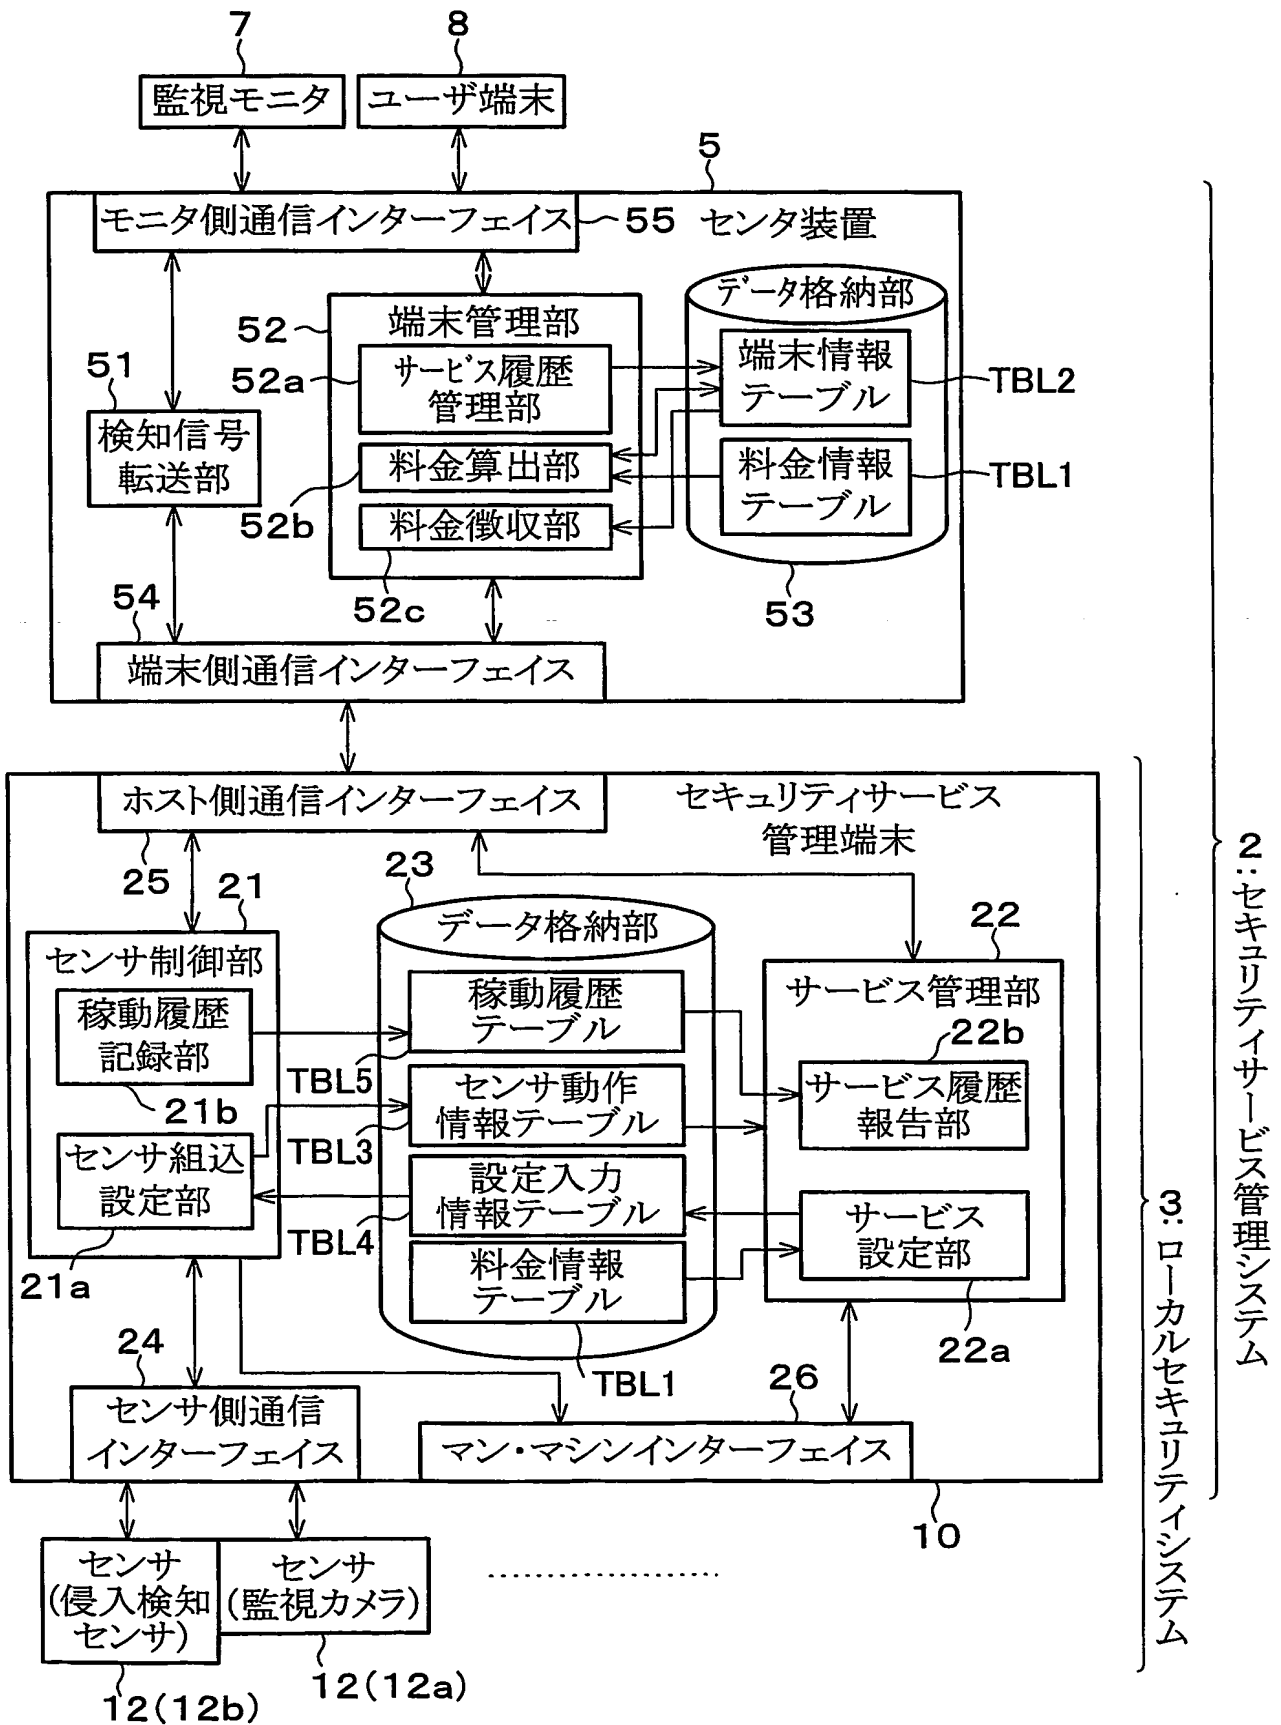 7
8
監視モニタ
ユーザ端末
5
モニタ側通信インターフェイス
55
センタ装置
データ格納部
52
端末管理部
51
52a
サービス履歴
管理部
端末情報
テーブル
TBL2
検知信号
転送部
料金算出部
料金情報
テーブル
TBL1
52b
料金徴収部
54
52c
53
端末側通信インターフェイス
ホスト側通信インターフェイス
セキュリティサービス
管理端末
25
21
23
22
データ格納部
センサ制御部
稼動履歴
記録部
稼動履歴
テーブル
サービス管理部
22b
TBL5
21b
センサ動作
情報テーブル
サービス履歴
報告部
TBL3
センサ組込
設定部
設定入力
情報テーブル
サービス
設定部
TBL4
21a
料金情報
テーブル
22a
24
TBL1
26
センサ側通信
インターフェイス
マン・マシンインターフェイス
10
センサ
(侵入検知
センサ)
センサ
(監視カメラ)
12(12b)
12(12a)
2:セキュリティサービス管理システム
3:ローカルセキュリティシステム